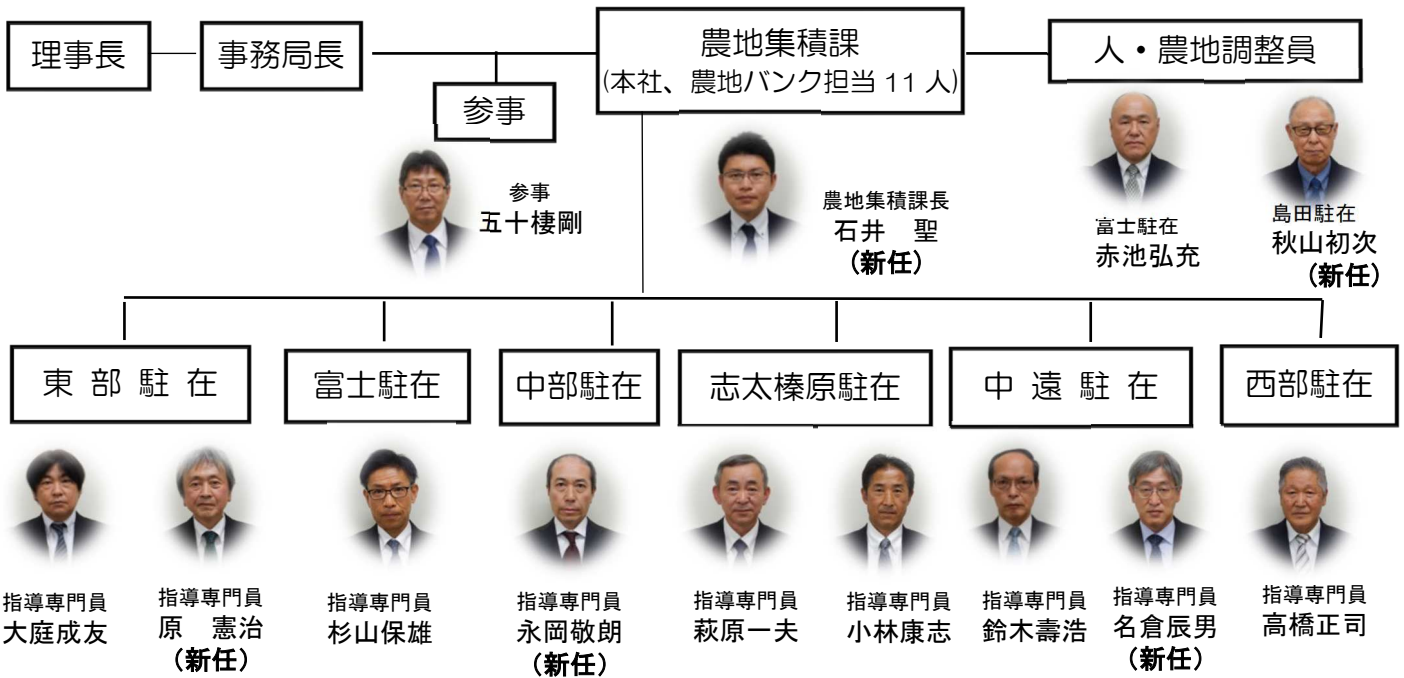 理事長
事務局長
参事
農地集積課
(本社、農地バンク担当 11 人)
人・農地調整員
参事
五十棲剛
農地集積課長
石井 聖
(新任)
富士駐在
赤池弘充
島田駐在
秋山初次
(新任)
東部駐在
富士駐在
中部駐在
志太榛原駐在
中遠駐在
西部駐在
指導専門員
大庭成友
指導専門員
原 憲治
(新任)
指導専門員
杉山保雄
指導専門員
永岡敬朗
(新任)
指導専門員
萩原一夫
指導専門員
小林康志
指導専門員
鈴木壽浩
指導専門員
名倉辰男
(新任)
指導専門員
高橋正司